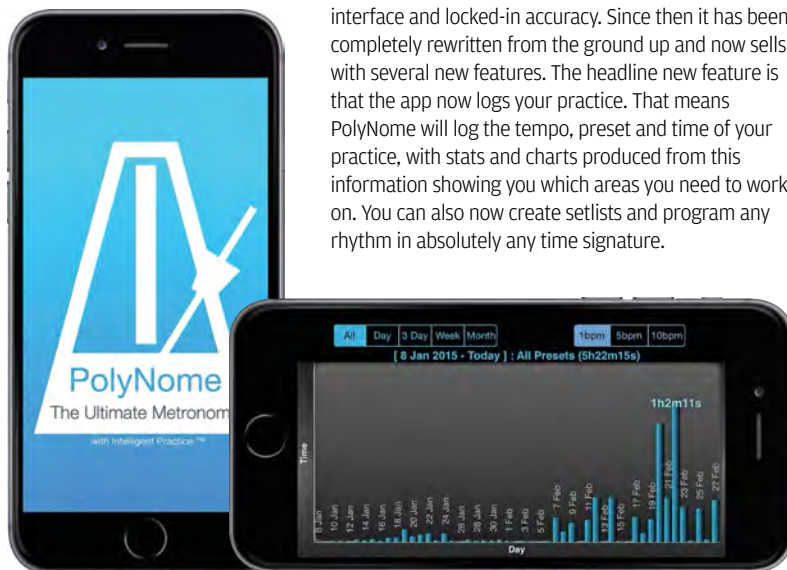 interface and locked-in accuracy. Since then it has been
completely rewritten from the ground up and now sells
with several new features. The headline new feature is
that the app now logs your practice. That means
PolyNome will log the tempo, preset and time of your
practice, with stats and charts produced from this
information showing you which areas you need to work
on. You can also now create setlists and program any
rhythm in absolutely any time signature.
PolyNome
The Ultimate Metronom
with Intelligent Practice ™
All Day 3 Day Week Month 1bpm 5bpm 10bpm
[ 8 Jan 2015 - Today ] : All Presets (5h22m15s)
1h2m11s
Time
8 Jan 10 Jan 12 Jan 14 Jan 16 Jan 18 Jan 20 Jan 22 Jan 24 Jan 26 Jan 28 Jan 30 Jan 1 Feb 3 Feb 5 Feb 7 Feb 9 Feb 11 Feb 13 Feb 15 Feb 17 Feb 19 Feb 21 Feb 23 Feb 25 Feb 27 Feb
Day